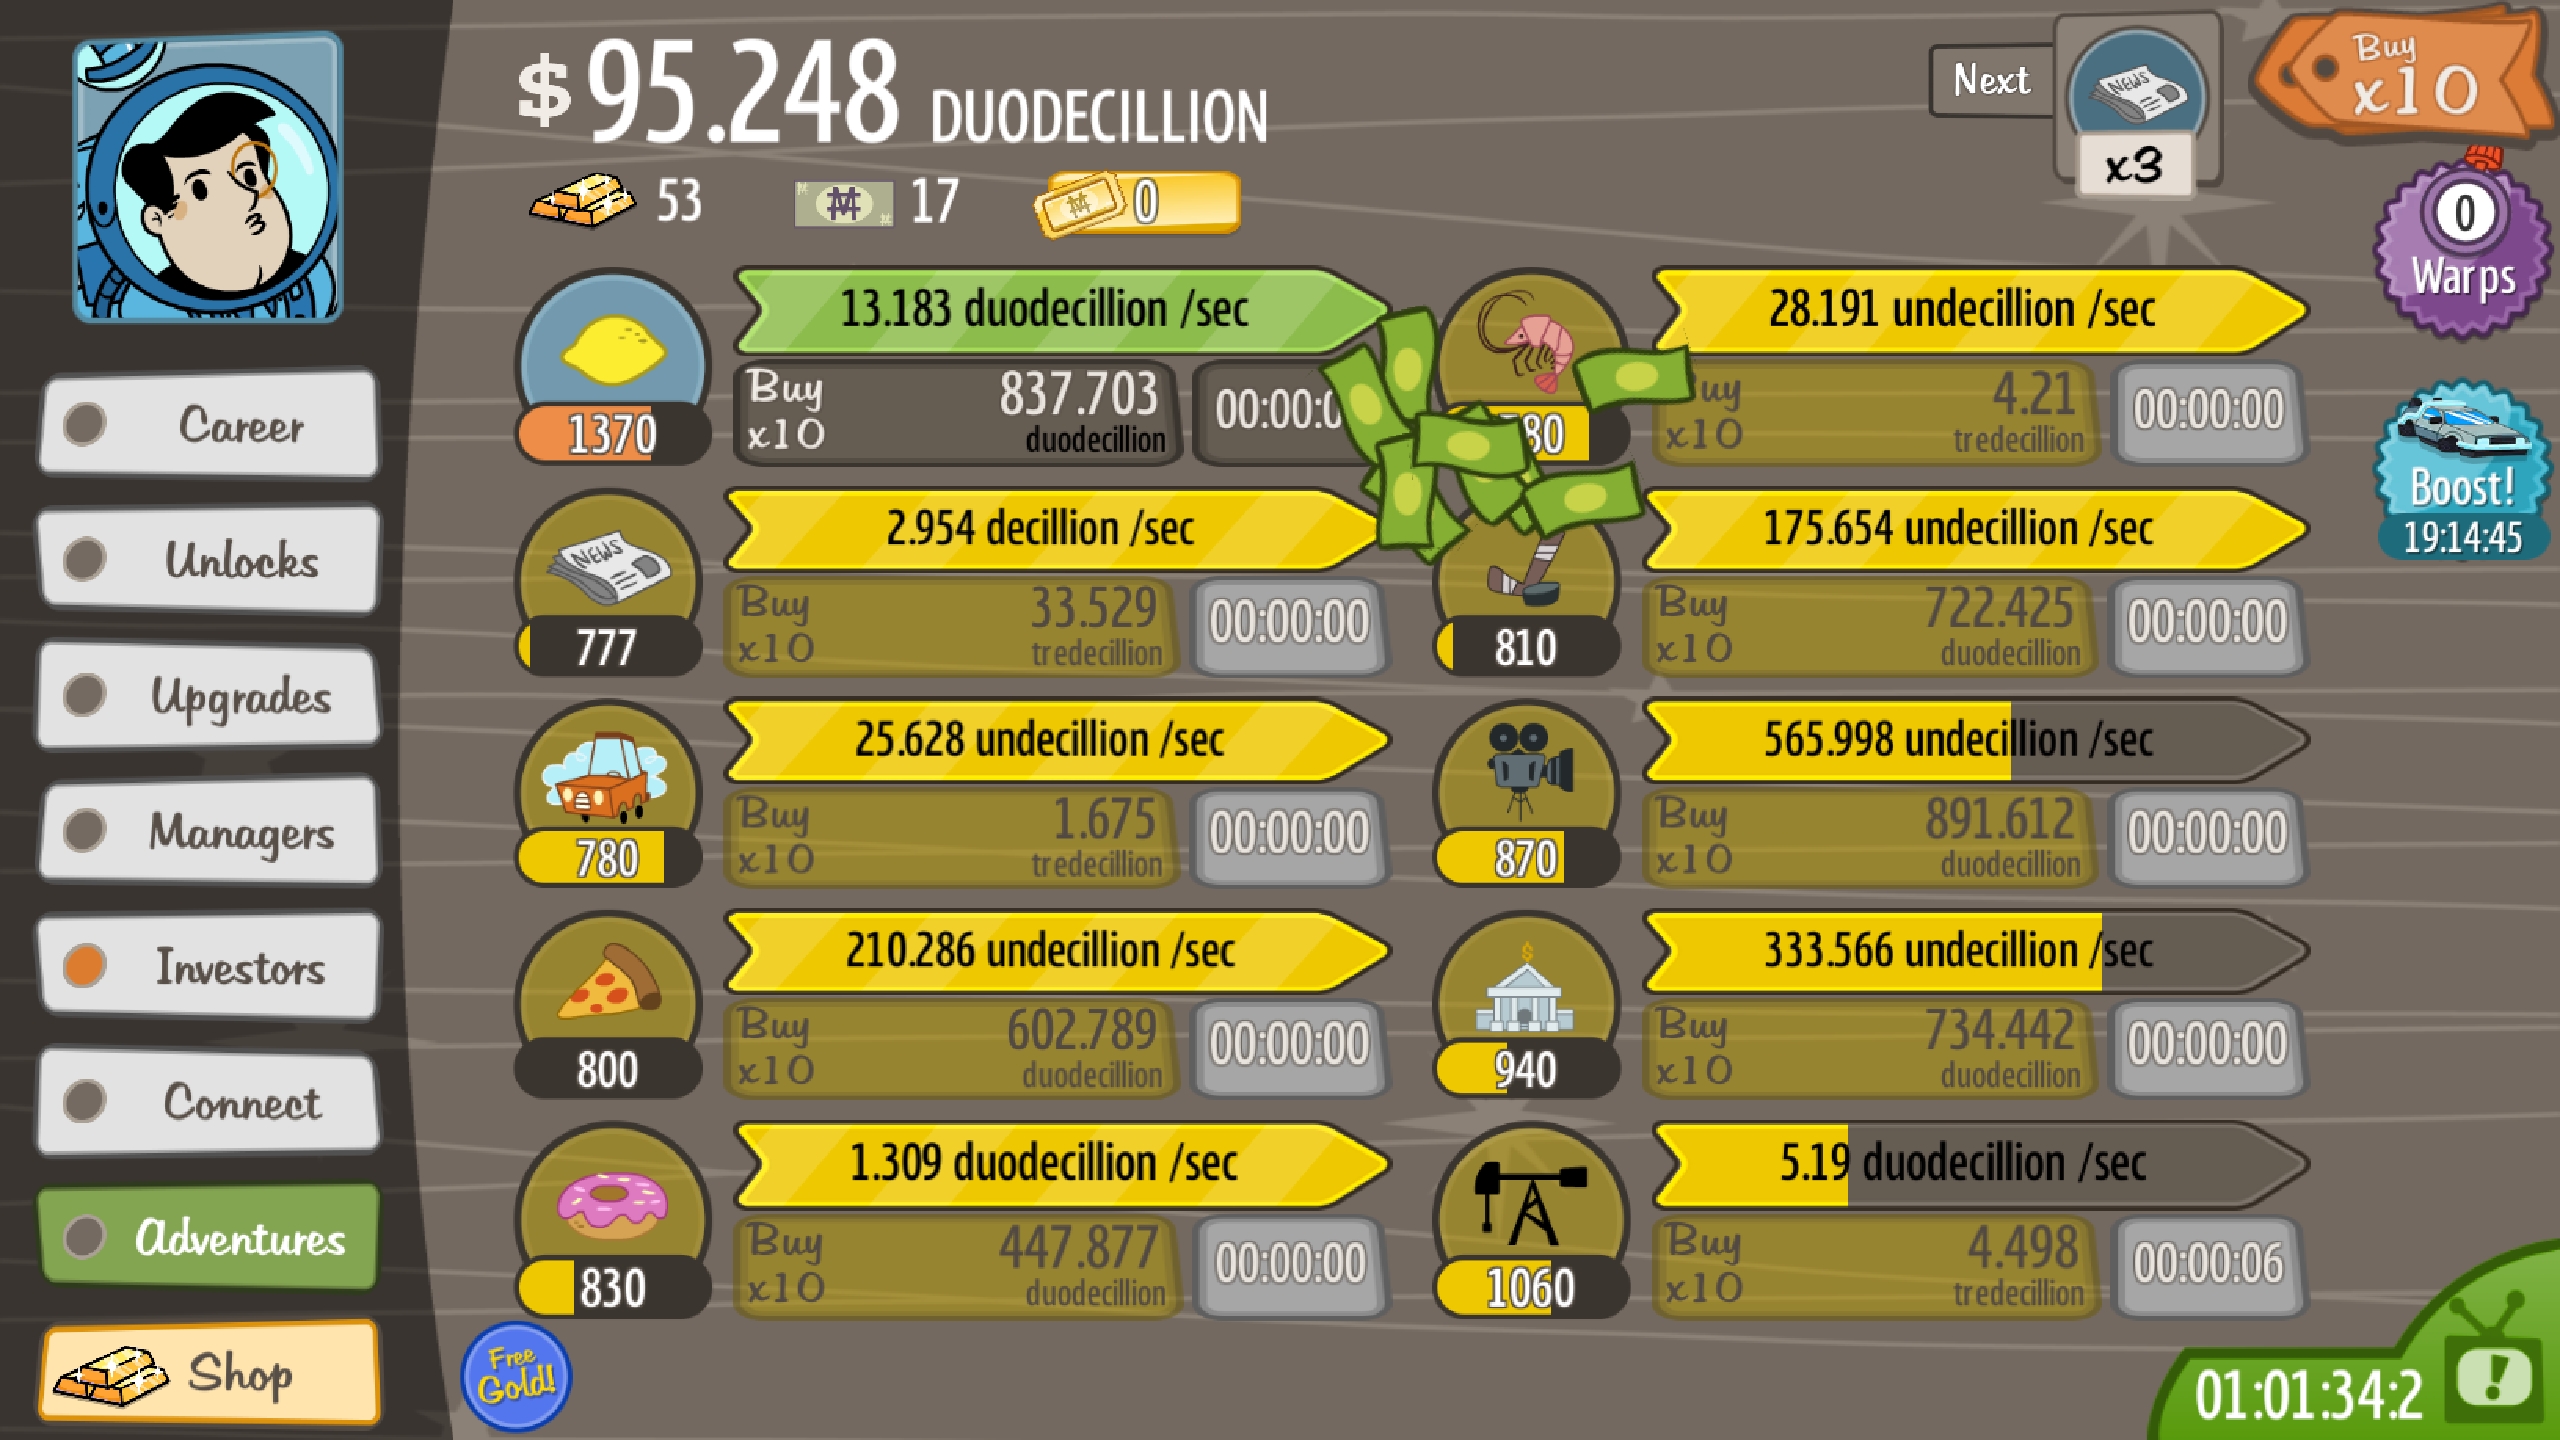 $95.248 DUODECILLION
53
17
0
Next
NEWS
x3
Buy
x10
0
Warps
Boost!
19:14:45
Career
Unlocks
Upgrades
Managers
Investors
Connect
Adventures
Shop
13.183 duodecillion /sec
1370
Buy
x10
837.703
duodecillion
28.191 undecillion /sec
x10
4.21
tredecillion
00:00:00
2.954 decillion /sec
NEWS
777
Buy
x10
33.529
tredecillion
00:00:00
175.654 undecillion /sec
810
Buy
x10
722.425
duodecillion
00:00:00
25.628 undecillion /sec
780
Buy
x10
1.675
tredecillion
00:00:00
565.998 undecillion /sec
870
Buy
x10
891.612
duodecillion
00:00:00
210.286 undecillion /sec
800
Buy
x10
602.789
duodecillion
00:00:00
333.566 undecillion /sec
$
940
Buy
x10
734.442
duodecillion
00:00:00
1.309 duodecillion /sec
830
Buy
x10
447.877
duodecillion
00:00:00
5.19 duodecillion /sec
1060
Buy
x10
4.498
tredecillion
00:00:06
Free
Gold!
01:01:34:2
!